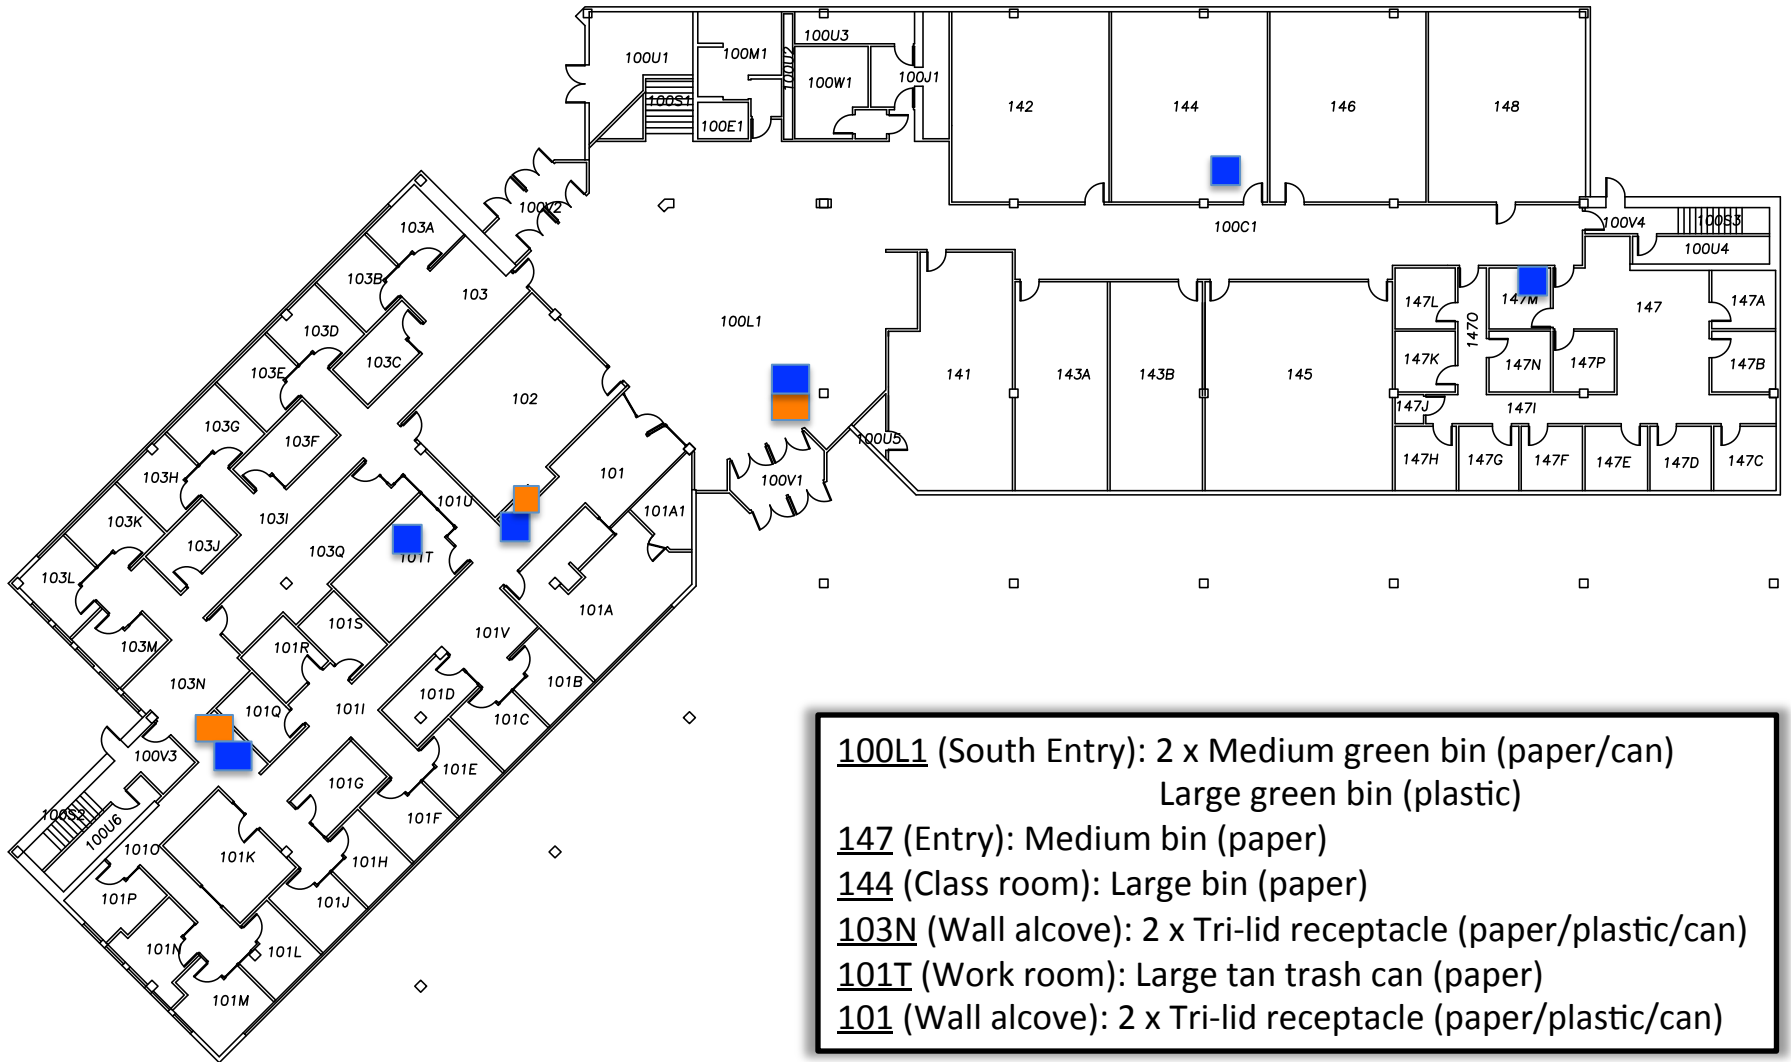 100U1
100M1
100U2
100U3
100W1
100J1
100S1
100E1
142
144
146
148
100V2
100C1
100V4
100S3
100U4
103A
103B
103
103D
103C
103E
102
100L1
141
143A
143B
145
147L
147K
147O
147M
147N
147P
147
147A
147B
147J
147I
147H
147G
147F
147E
147D
147C
103G
103F
103H
101
100U5
100V1
101U
101A1
103K
103I
103J
103Q
101T
103L
101A
101S
101V
103M
101R
101B
103N
101Q
101I
101D
101C
100V3
101G
101E
100S2
100U6
101F
101O
101K
101H
101P
101J
101N
101L
101M
100L1 (South Entry): 2 x Medium green bin (paper/can)
Large green bin (plastic)
147 (Entry): Medium bin (paper)
144 (Class room): Large bin (paper)
103N (Wall alcove): 2 x Tri-lid receptacle (paper/plastic/can)
101T (Work room): Large tan trash can (paper)
101 (Wall alcove): 2 x Tri-lid receptacle (paper/plastic/can)